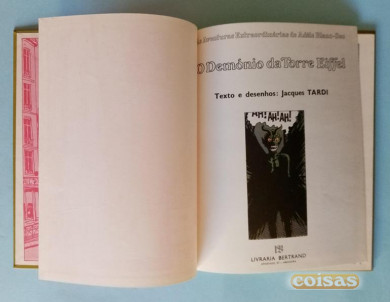 As Aventuras Extraordinárias de Adèle Blanc-Sec
O Demónio da Torre Eiffel
Texto e desenhos: Jacques TARDI
AH! AH! AH!
LIVRARIA BERTRAND
coisas